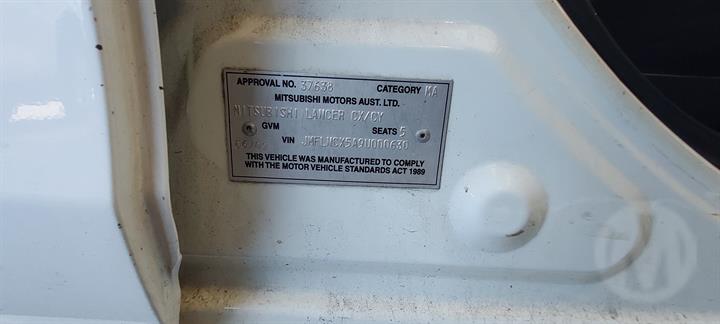 APPROVAL NO. 37638 CATEGORY MA
MITSUBISHI MOTORS AUST. LTD.
MITSUBISHI LANCER CX/CY
GVM SEATS 5
VIN JMFLNCX5A9U000630
THIS VEHICLE WAS MANUFACTURED TO COMPLY
WITH THE MOTOR VEHICLE STANDARDS ACT 1989
M